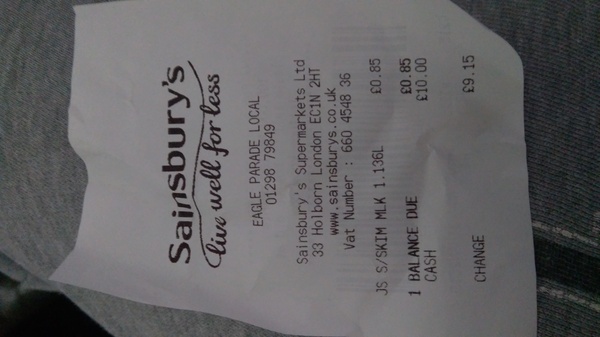 Sainsbury's
live well for less
EAGLE PARADE LOCAL
01298 79849
Sainsbury's Supermarkets Ltd
33 Holborn London EC1N 2HT
www.sainsburys.co.uk
Vat Number : 660 4548 36
JS S/SKIM MLK 1.136L £0.85
1 BALANCE DUE £0.85
CASH £10.00
CHANGE £9.15